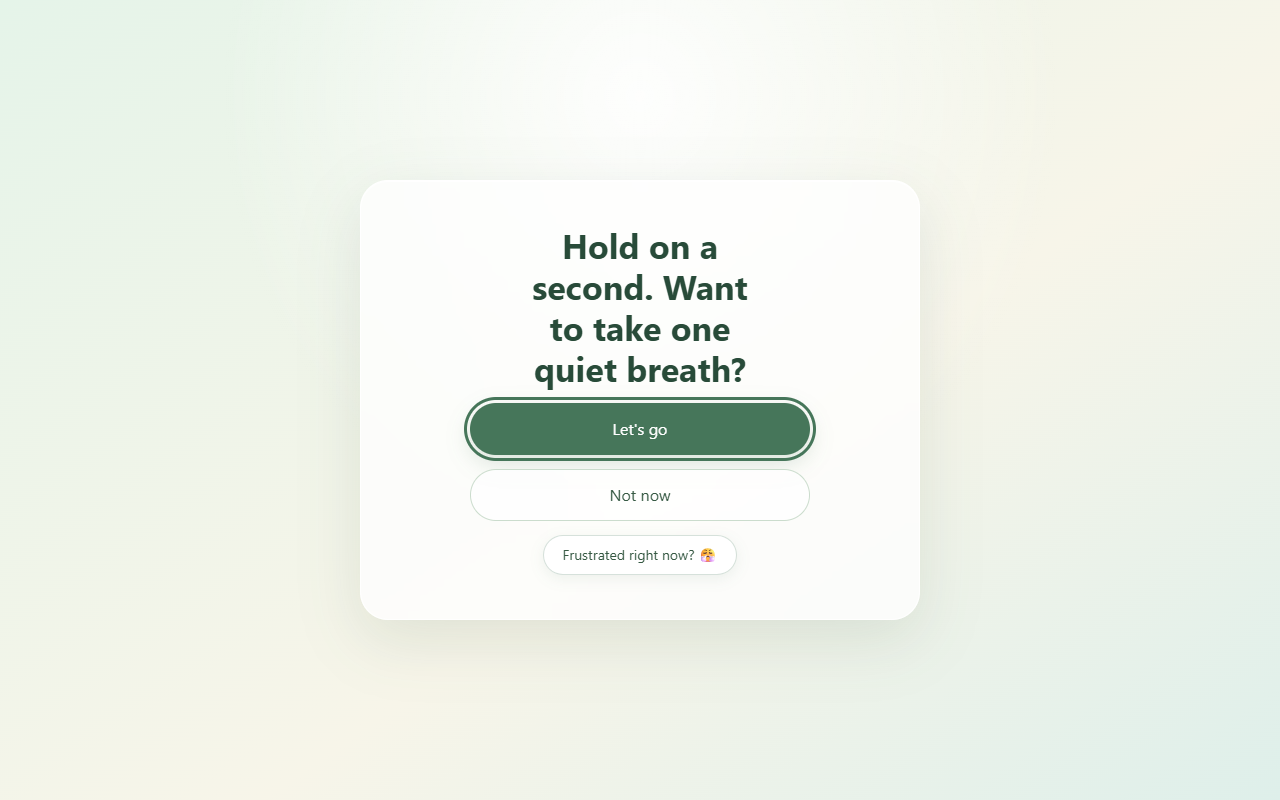 Hold on a
second. Want
to take one
quiet breath?
Let's go
Not now
Frustrated right now? 😤